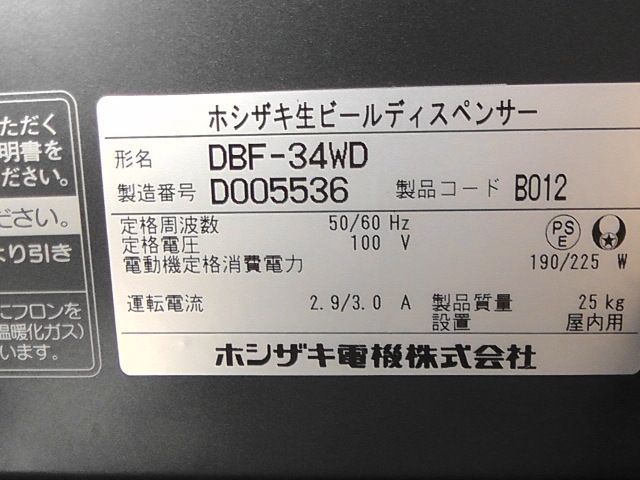 ただく
明書を
ださい。
ださい。
より引き
にフロンを
温暖化ガス)
います。
ホシザキ生ビールディスペンサー
形名 DBF-34WD
製造番号 D005536 製品コード B012
定格周波数 50/60 Hz
定格電圧 100 V
PS
E
電動機定格消費電力 190/225 W
運転電流 2.9/3.0 A 製品質量 25 kg
設置 屋内用
ホシザキ電機株式会社